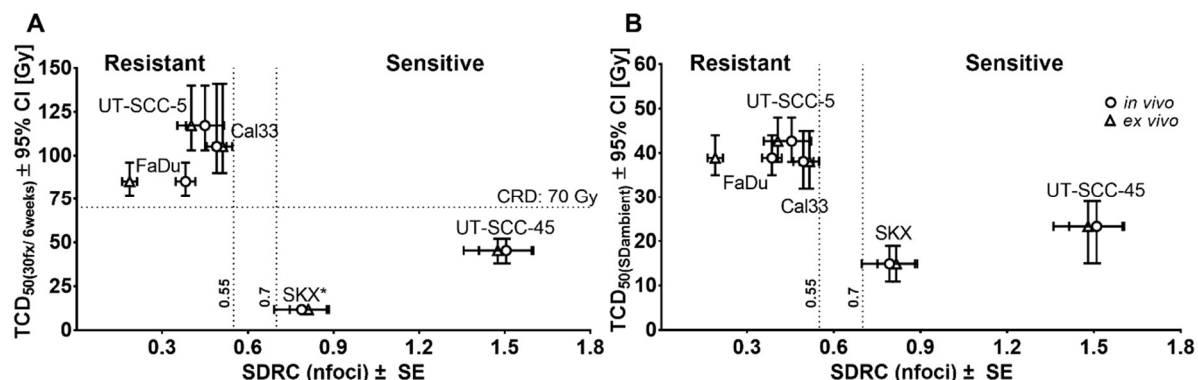 A
Resistant Sensitive
TCD50(30fx/ 6weeks) ± 95% CI [Gy]
150
125
100
75
50
25
0
UT-SCC-5
Cal33
FaDu
CRD: 70 Gy
UT-SCC-45
SKX*
0.55
0.7
0.3 0.6 0.9 1.2 1.5 1.8
SDRC (nfoci) ± SE
B
Resistant Sensitive
TCD50(SDambient) ± 95% CI [Gy]
60
50
40
30
20
10
0
UT-SCC-5
in vivo
ex vivo
FaDu
Cal33
UT-SCC-45
SKX
0.55
0.7
0.3 0.6 0.9 1.2 1.5 1.8
SDRC (nfoci) ± SE